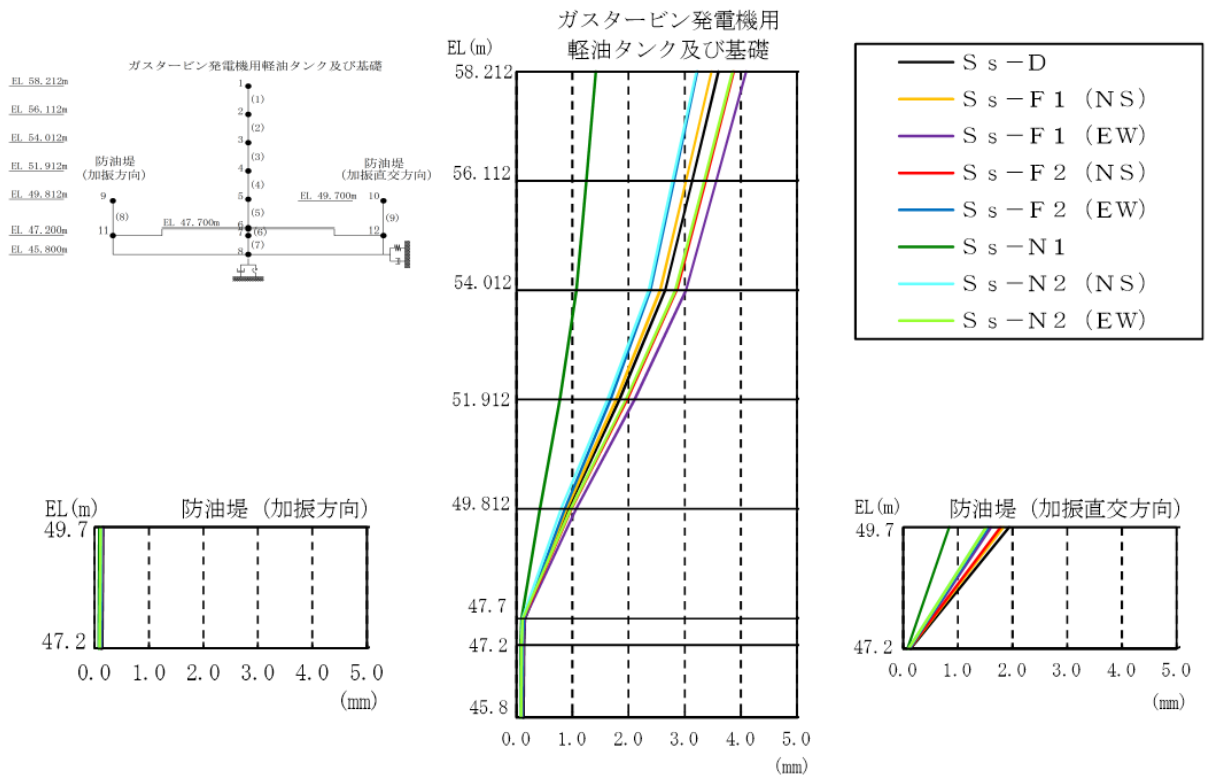 ガスタービン発電機用軽油タンク及び基礎
EL 58.212m
EL 56.112m
EL 54.012m
EL 51.912m
EL 49.812m
EL 47.200m
EL 45.800m
1
(1)
2
(2)
3
(3)
4
(4)
5
(5)
6
(6)
7
(7)
8
防油堤
(加振方向)
9
(8)
11
EL 47.700m
EL 49.700m
防油堤
(加振直交方向)
10
(9)
12
ガスタービン発電機用
軽油タンク及び基礎
EL(m)
58.212
56.112
54.012
51.912
49.812
47.7
47.2
45.8
0.0 1.0 2.0 3.0 4.0 5.0
(mm)
Ss-D
Ss-F1 (NS)
Ss-F1 (EW)
Ss-F2 (NS)
Ss-F2 (EW)
Ss-N1
Ss-N2 (NS)
Ss-N2 (EW)
EL(m) 防油堤 (加振方向)
49.7
47.2
0.0 1.0 2.0 3.0 4.0 5.0
(mm)
EL(m) 防油堤 (加振直交方向)
49.7
47.2
0.0 1.0 2.0 3.0 4.0 5.0
(mm)